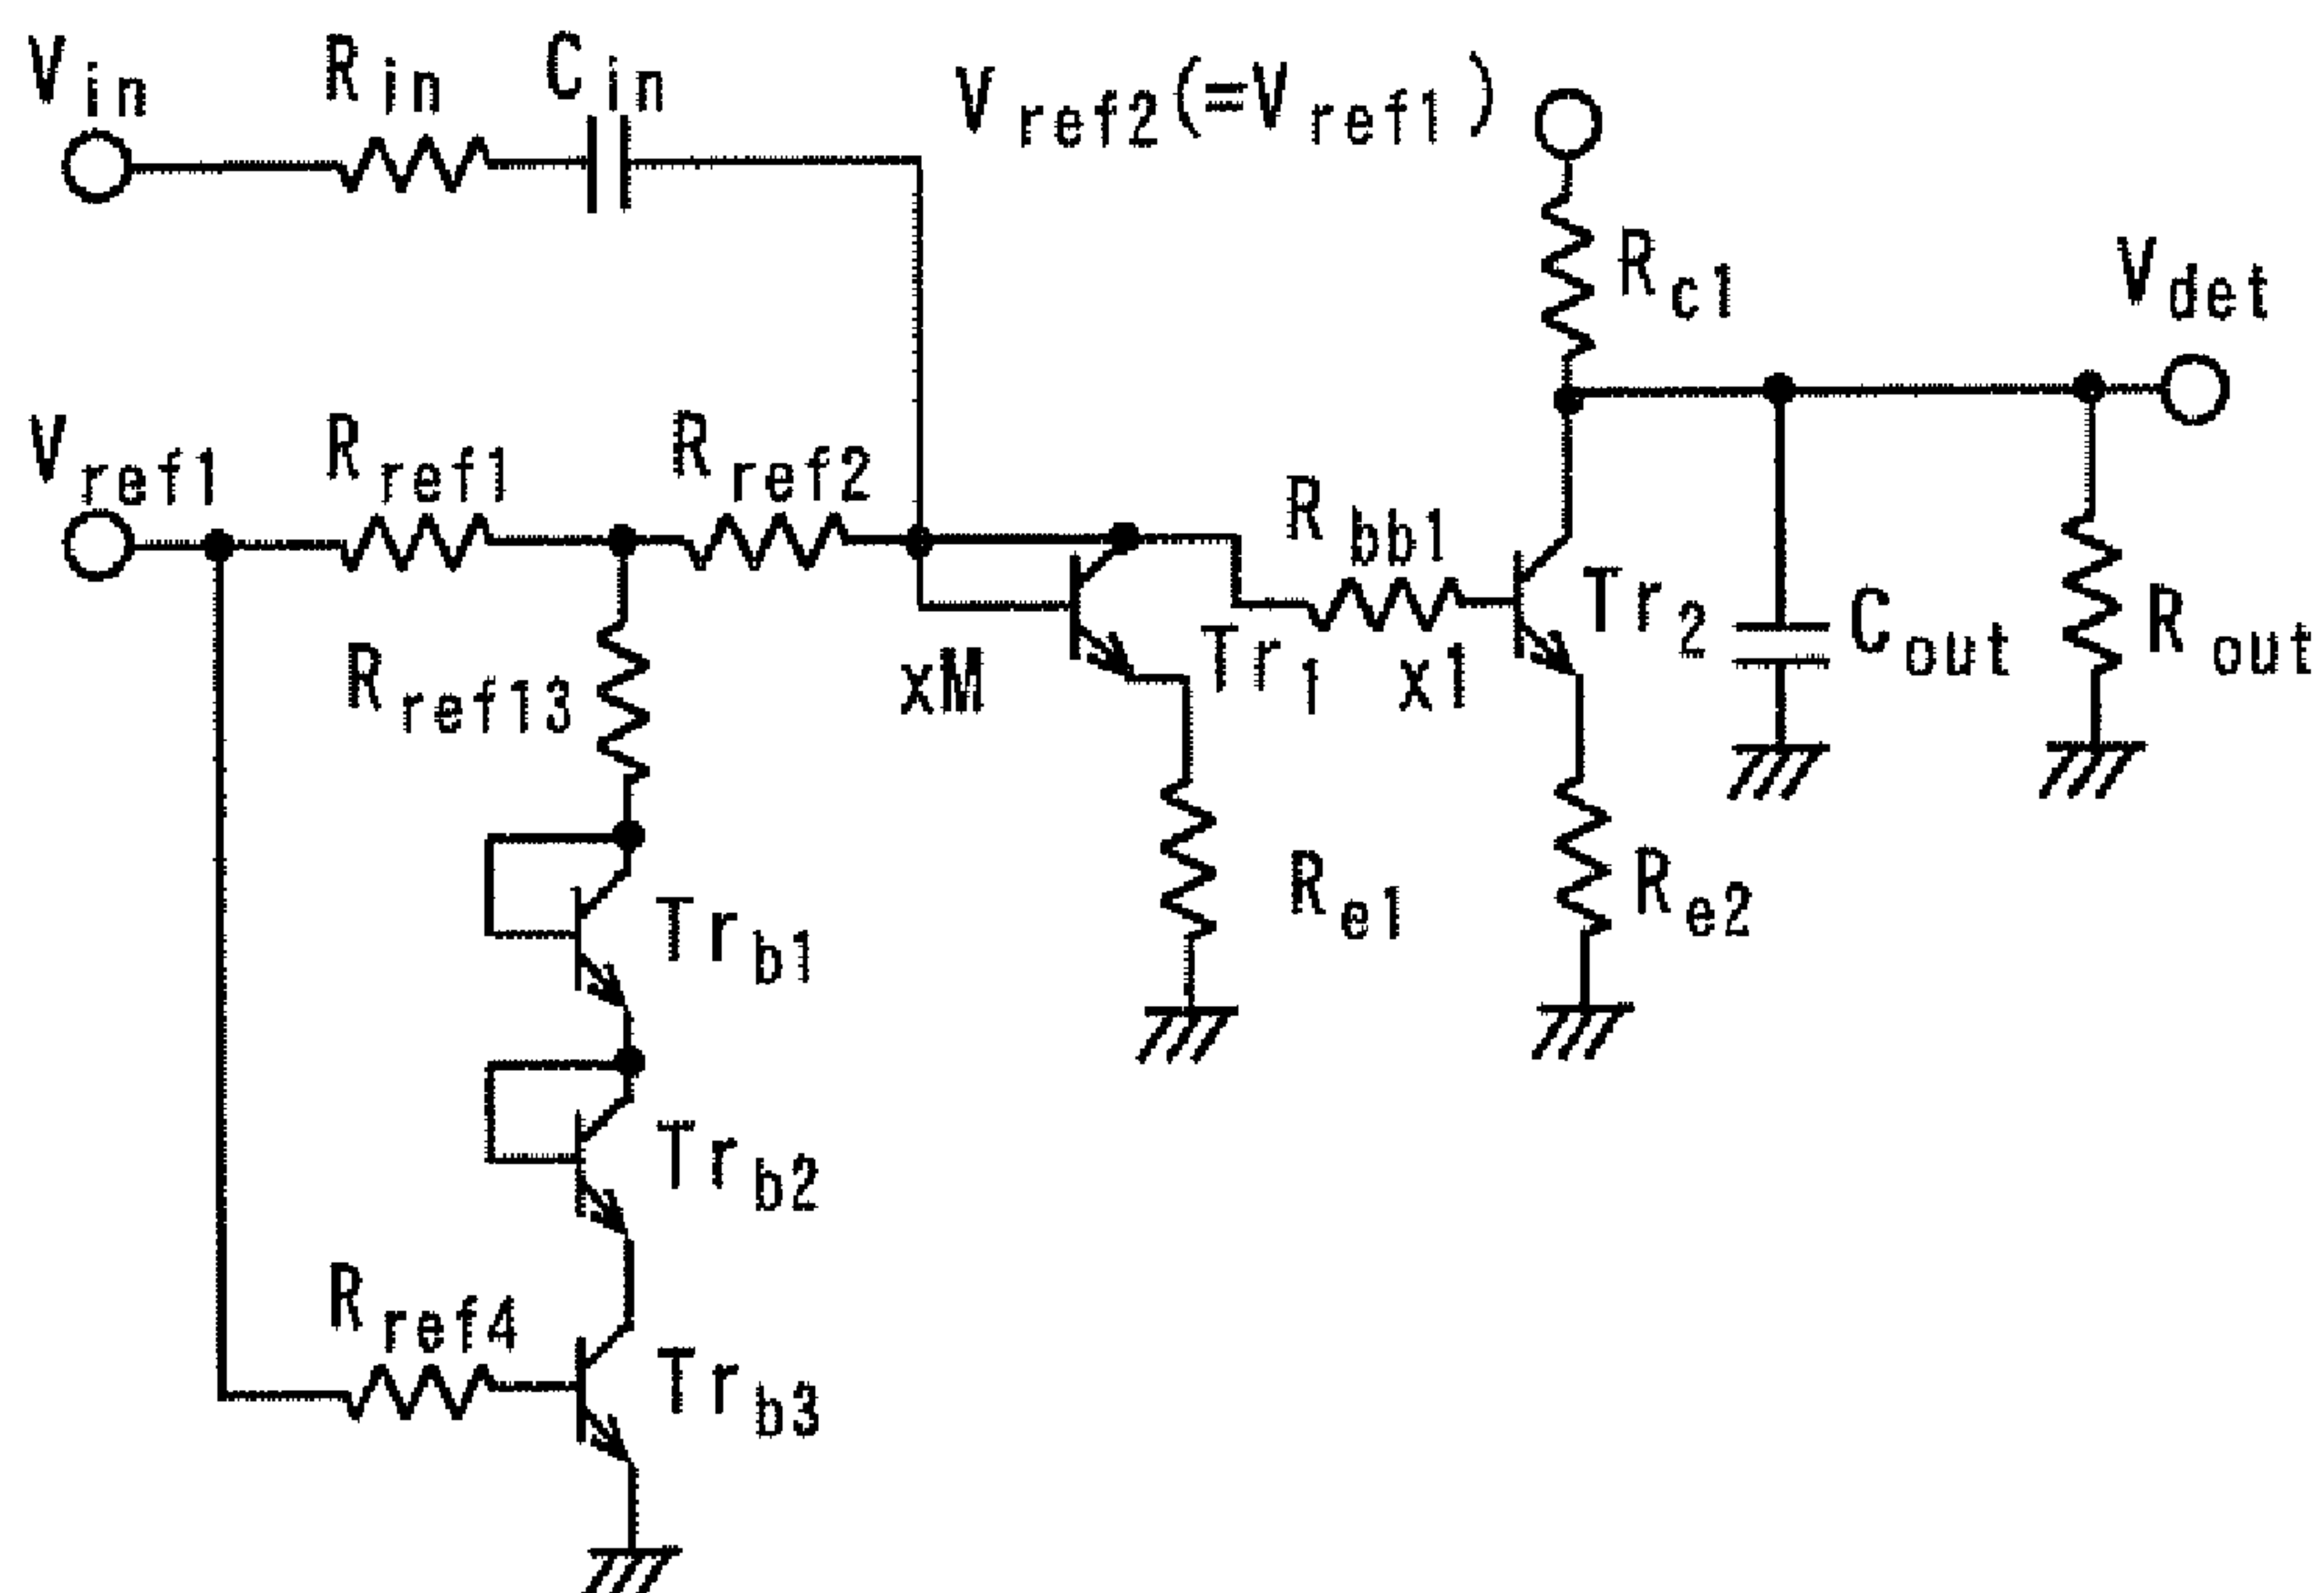 Vin
Rin
Cin
Vref2(=Vref1)
Rc1
Vdet
Vref1
Rref1
Rref2
Rbb1
Tr2
Cout
Rout
Rref13
xM
Tr1
x1
Re1
Re2
Trb1
Trb2
Rref4
Trb3